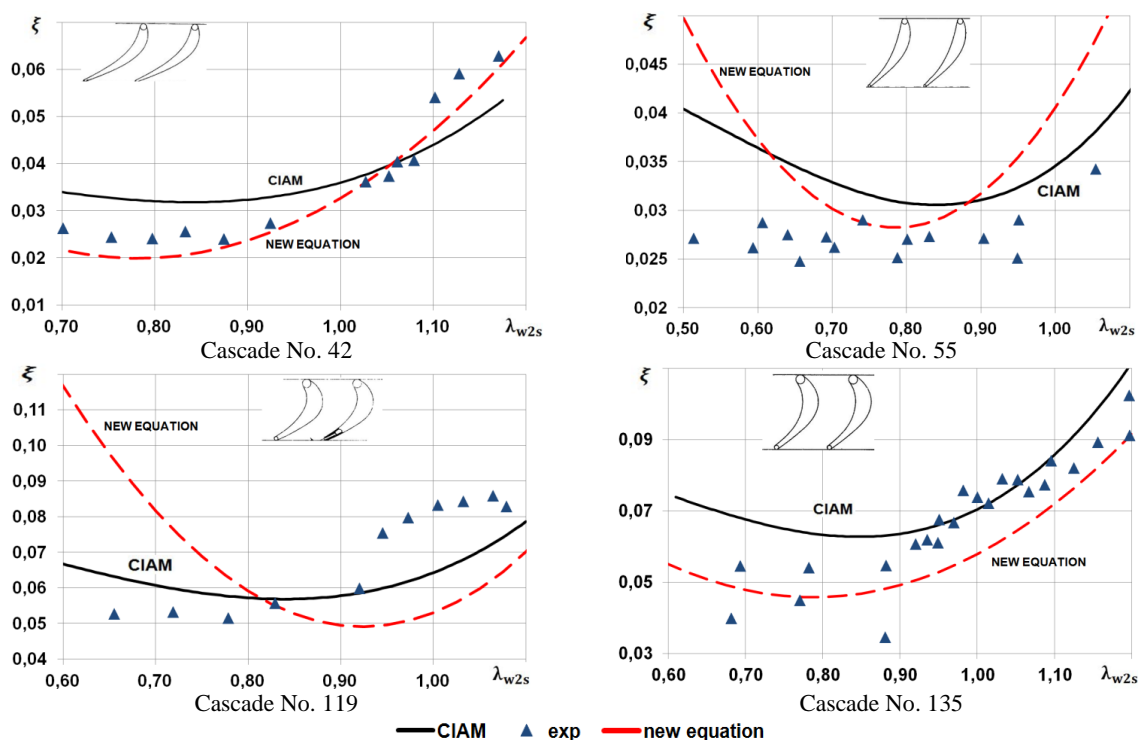 ξ
0,06
0,05
0,04
0,03
0,02
0,01
CIAM
NEW EQUATION
0,70 0,80 0,90 1,00 1,10 λw2s
Cascade No. 42
ξ
0,045
0,04
0,035
0,03
0,025
0,02
NEW EQUATION
CIAM
0,50 0,60 0,70 0,80 0,90 1,00 λw2s
Cascade No. 55
ξ
0,11
0,10
0,09
0,08
0,07
0,06
0,05
0,04
NEW EQUATION
CIAM
0,60 0,70 0,80 0,90 1,00 λw2s
Cascade No. 119
ξ
0,09
0,07
0,05
0,03
CIAM
NEW EQUATION
0,60 0,70 0,80 0,90 1,00 1,10 λw2s
Cascade No. 135
CIAM exp new equation